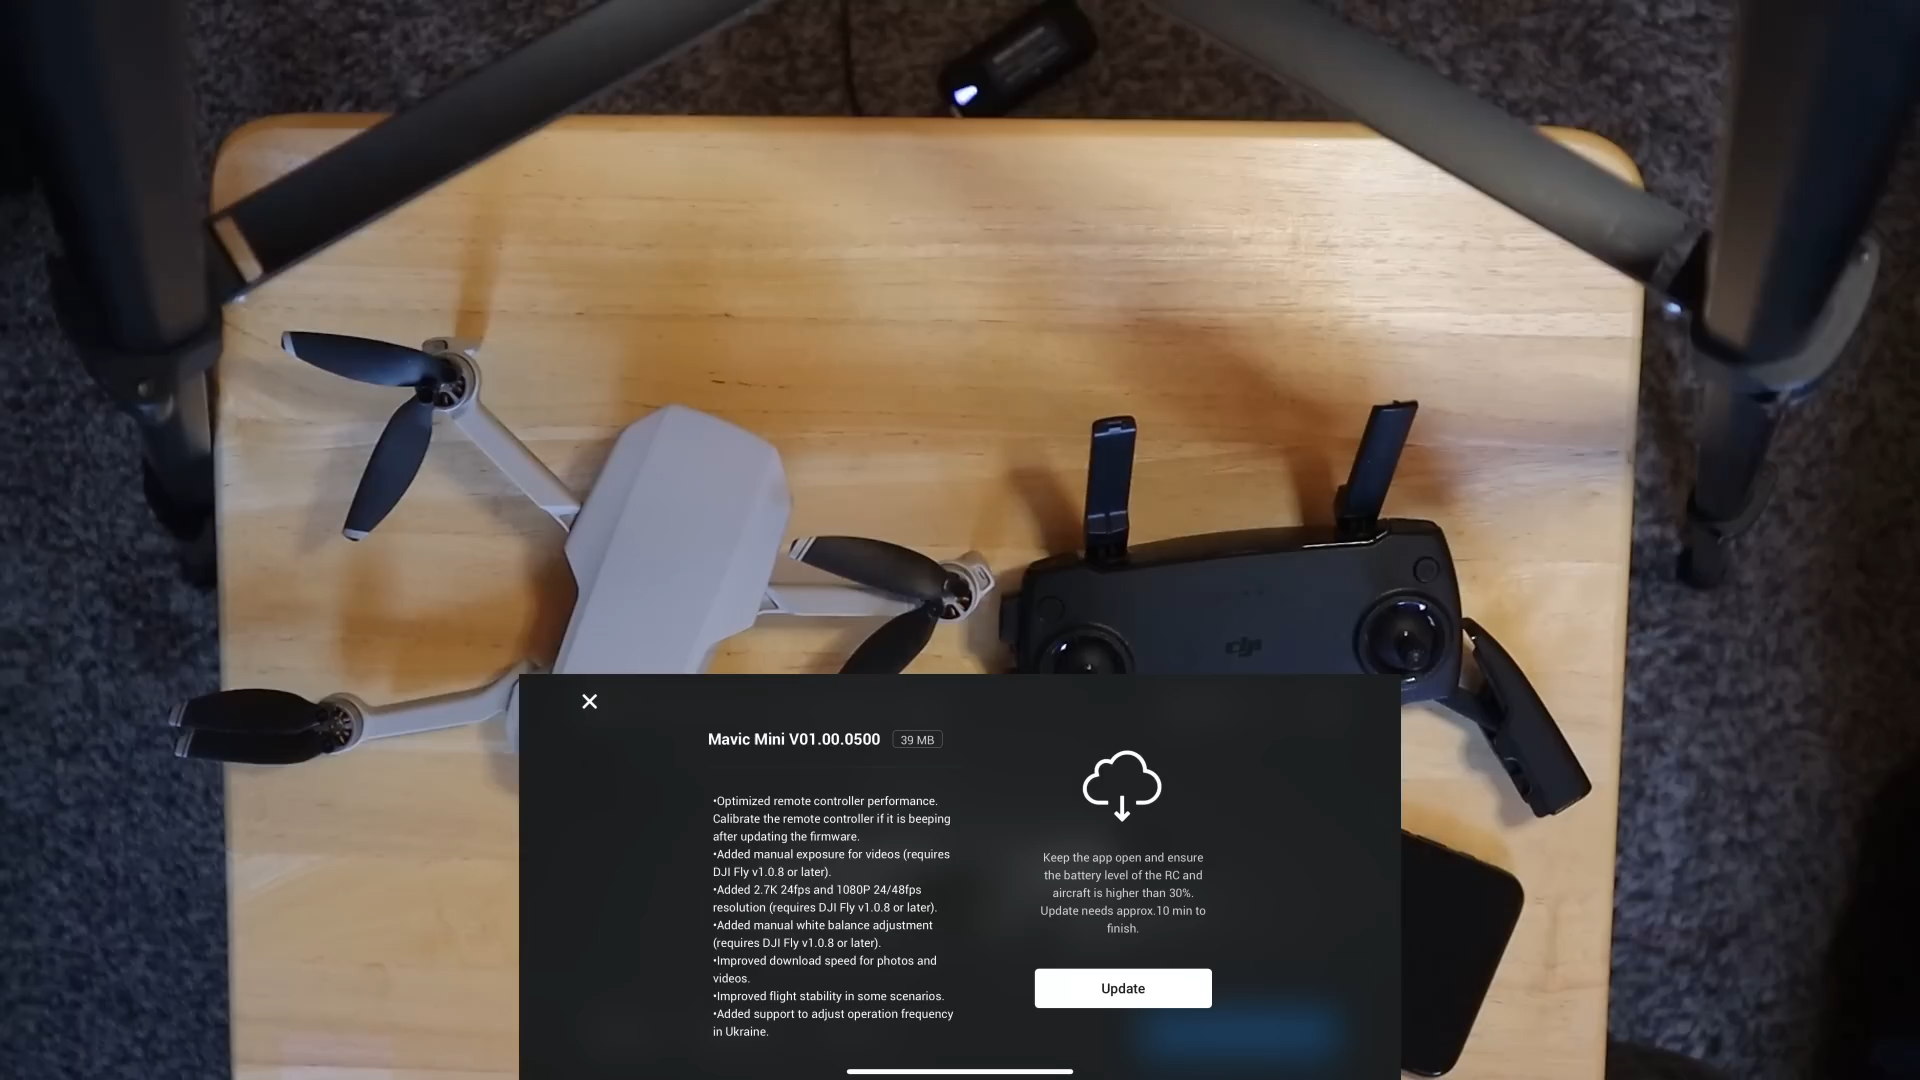 dji
Mavic Mini V01.00.0500 39 MB
•Optimized remote controller performance.
Calibrate the remote controller if it is beeping
after updating the firmware.
•Added manual exposure for videos (requires
DJI Fly v1.0.8 or later).
•Added 2.7K 24fps and 1080P 24/48fps
resolution (requires DJI Fly v1.0.8 or later).
•Added manual white balance adjustment
(requires DJI Fly v1.0.8 or later).
•Improved download speed for photos and
videos.
•Improved flight stability in some scenarios.
•Added support to adjust operation frequency
in Ukraine.
Keep the app open and ensure
the battery level of the RC and
aircraft is higher than 30%.
Update needs approx.10 min to
finish.
Update